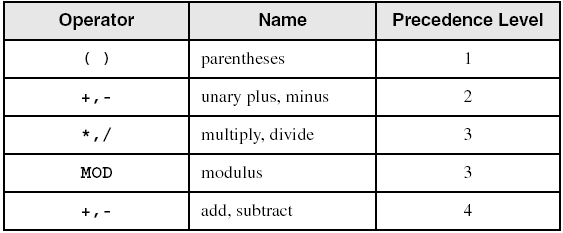 Operator Name Precedence Level
( ) parentheses 1
+,- unary plus, minus 2
*,/ multiply, divide 3
MOD modulus 3
+,- add, subtract 4